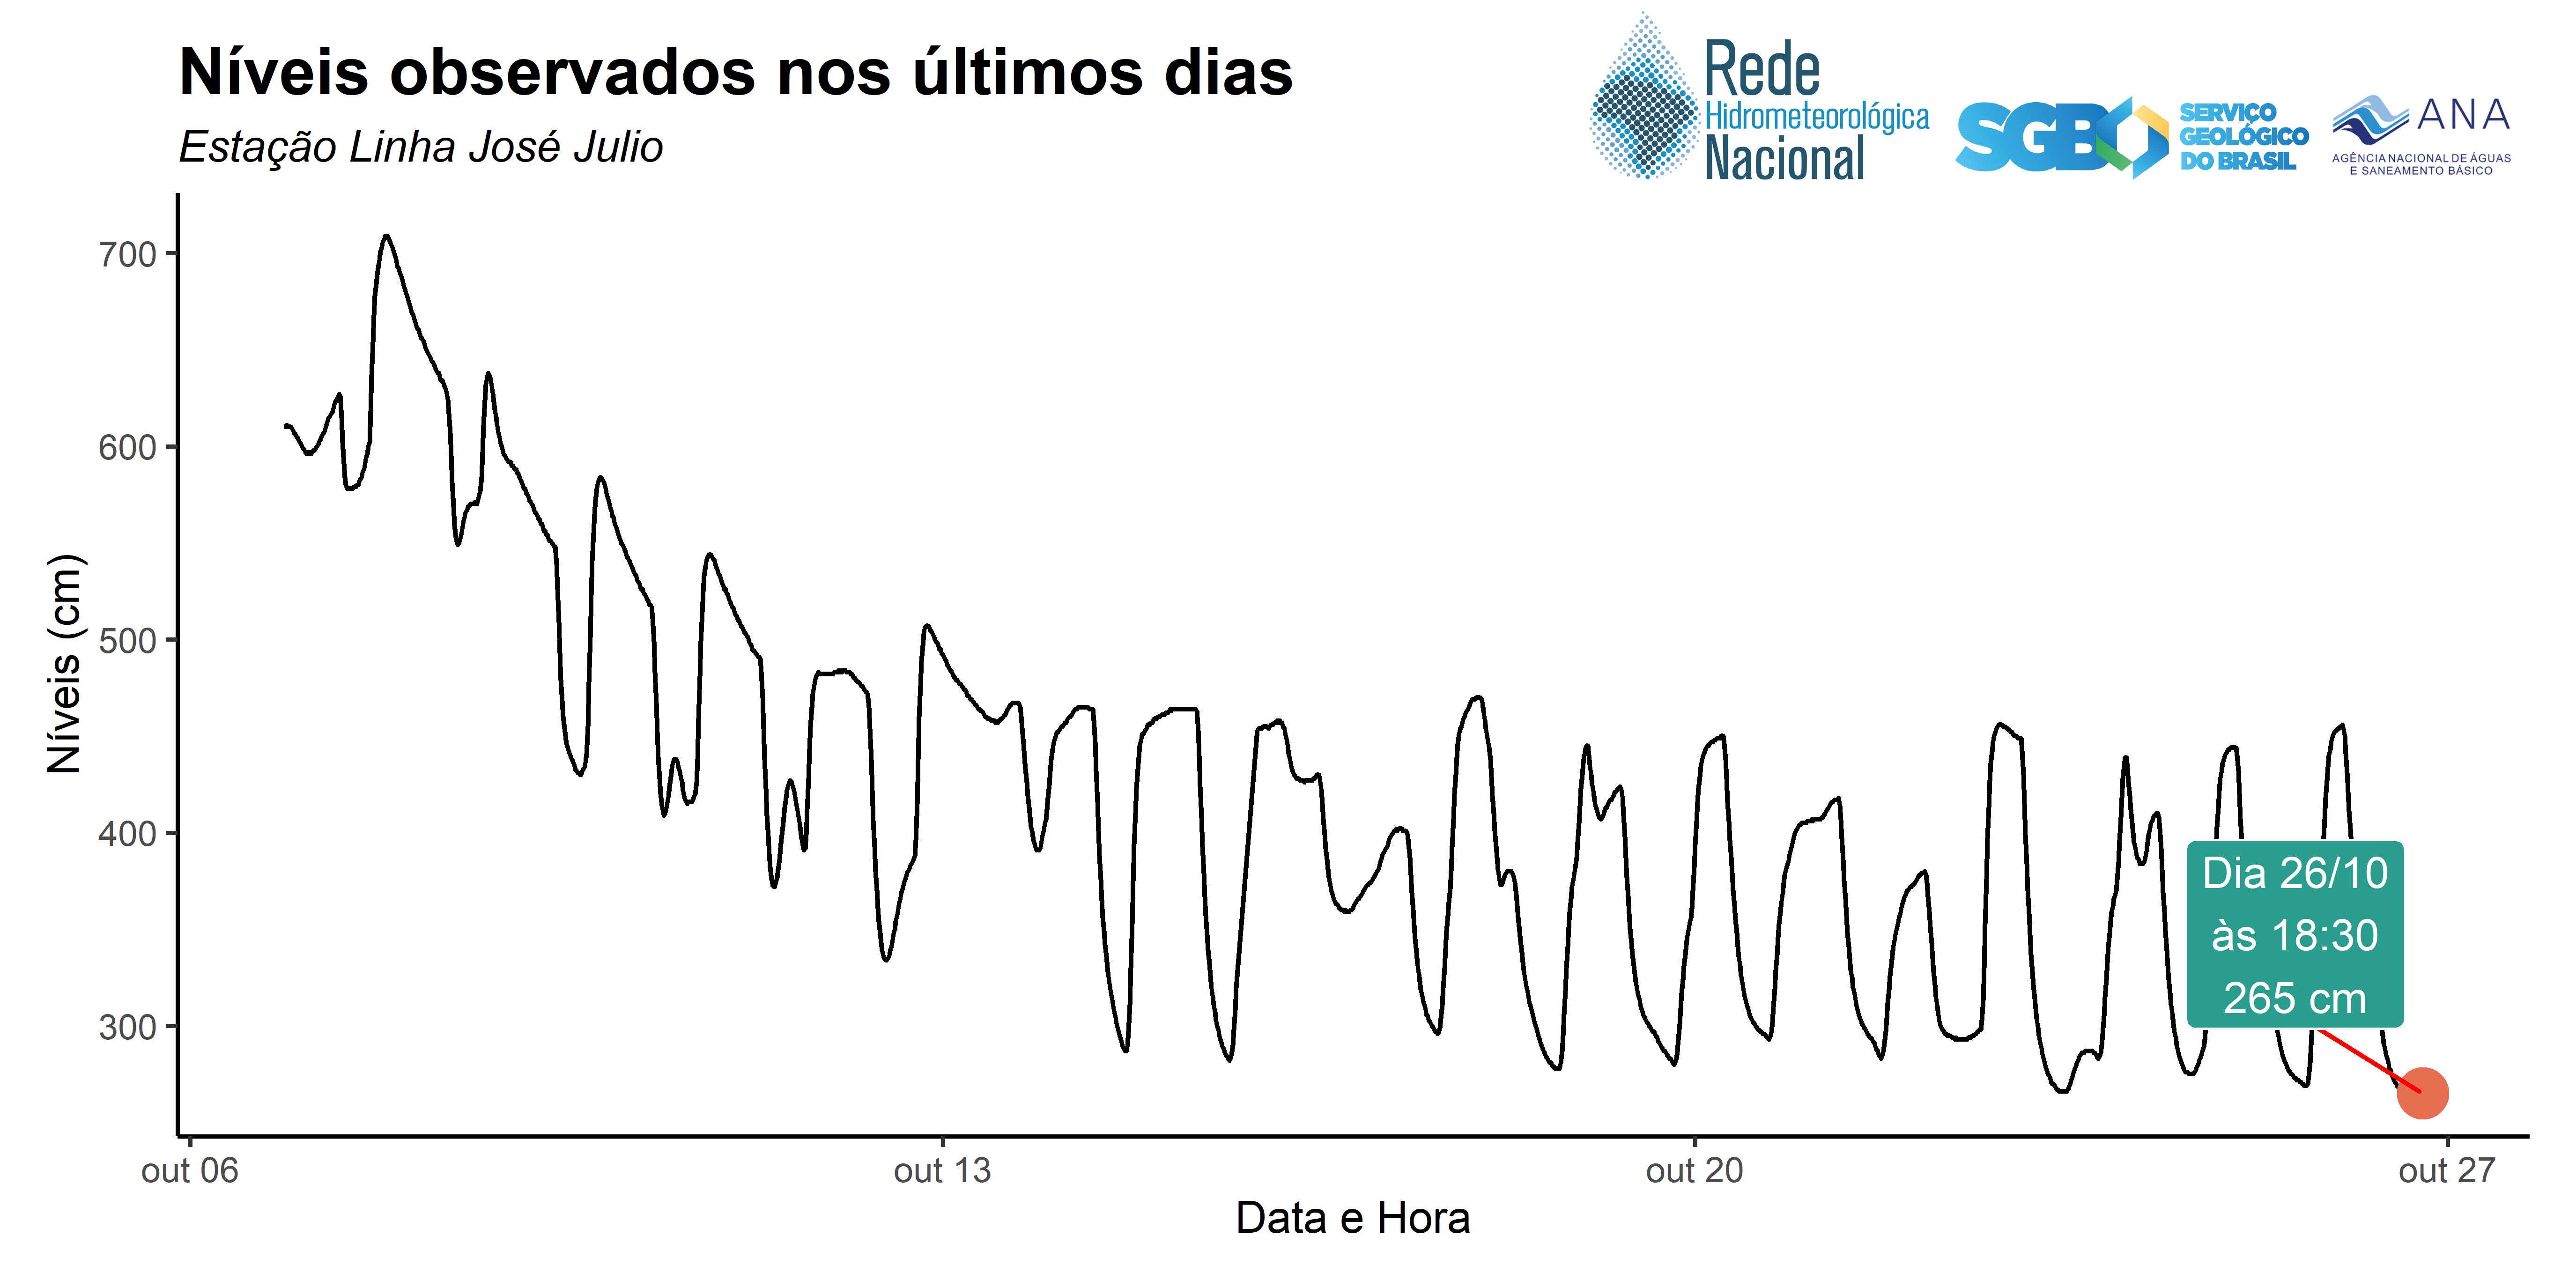 Níveis observados nos últimos dias
Estação Linha José Julio
Rede
Hidrometeorológica
Nacional
SGB
SERVIÇO
GEOLÓGICO
DO BRASIL
ANA
AGÊNCIA NACIONAL DE ÁGUAS
E SANEAMENTO BÁSICO
Níveis (cm)
700
600
500
400
300
Dia 26/10
às 18:30
265 cm
out 06
out 13
out 20
out 27
Data e Hora